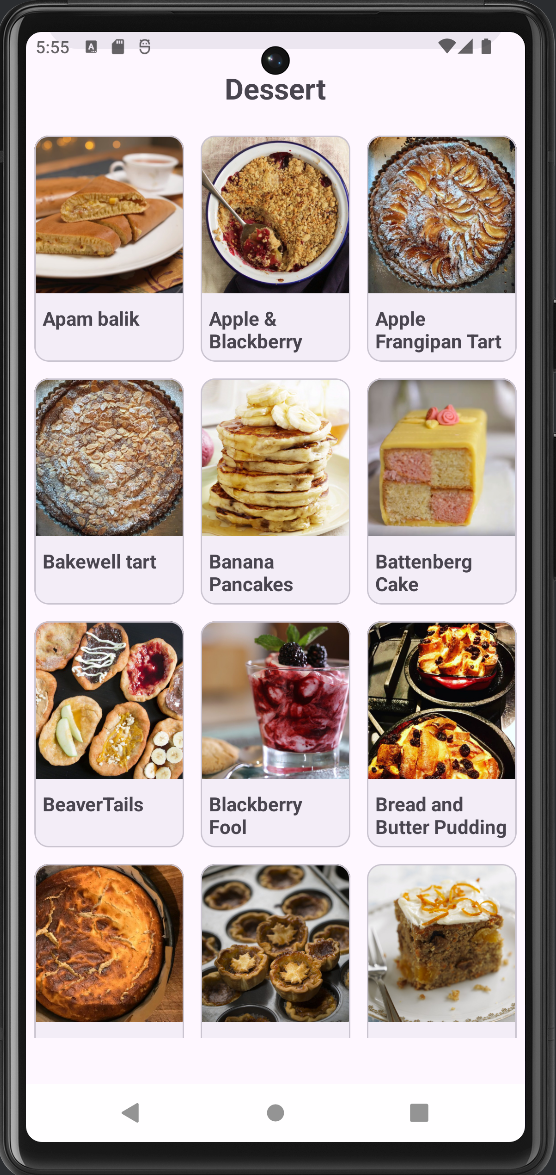 5:55
Dessert
Apam balik
Apple &
Blackberry
Apple
Frangipan Tart
Bakewell tart
Banana
Pancakes
Battenberg
Cake
BeaverTails
Blackberry
Fool
Bread and
Butter Pudding